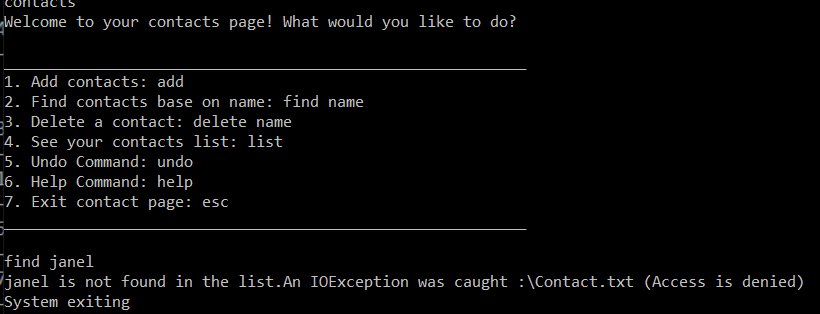 contacts
Welcome to your contacts page! What would you like to do?
1. Add contacts: add
2. Find contacts base on name: find name
3. Delete a contact: delete name
4. See your contacts list: list
5. Undo Command: undo
6. Help Command: help
7. Exit contact page: esc
find janel
janel is not found in the list.An IOException was caught :\Contact.txt (Access is denied)
System exiting